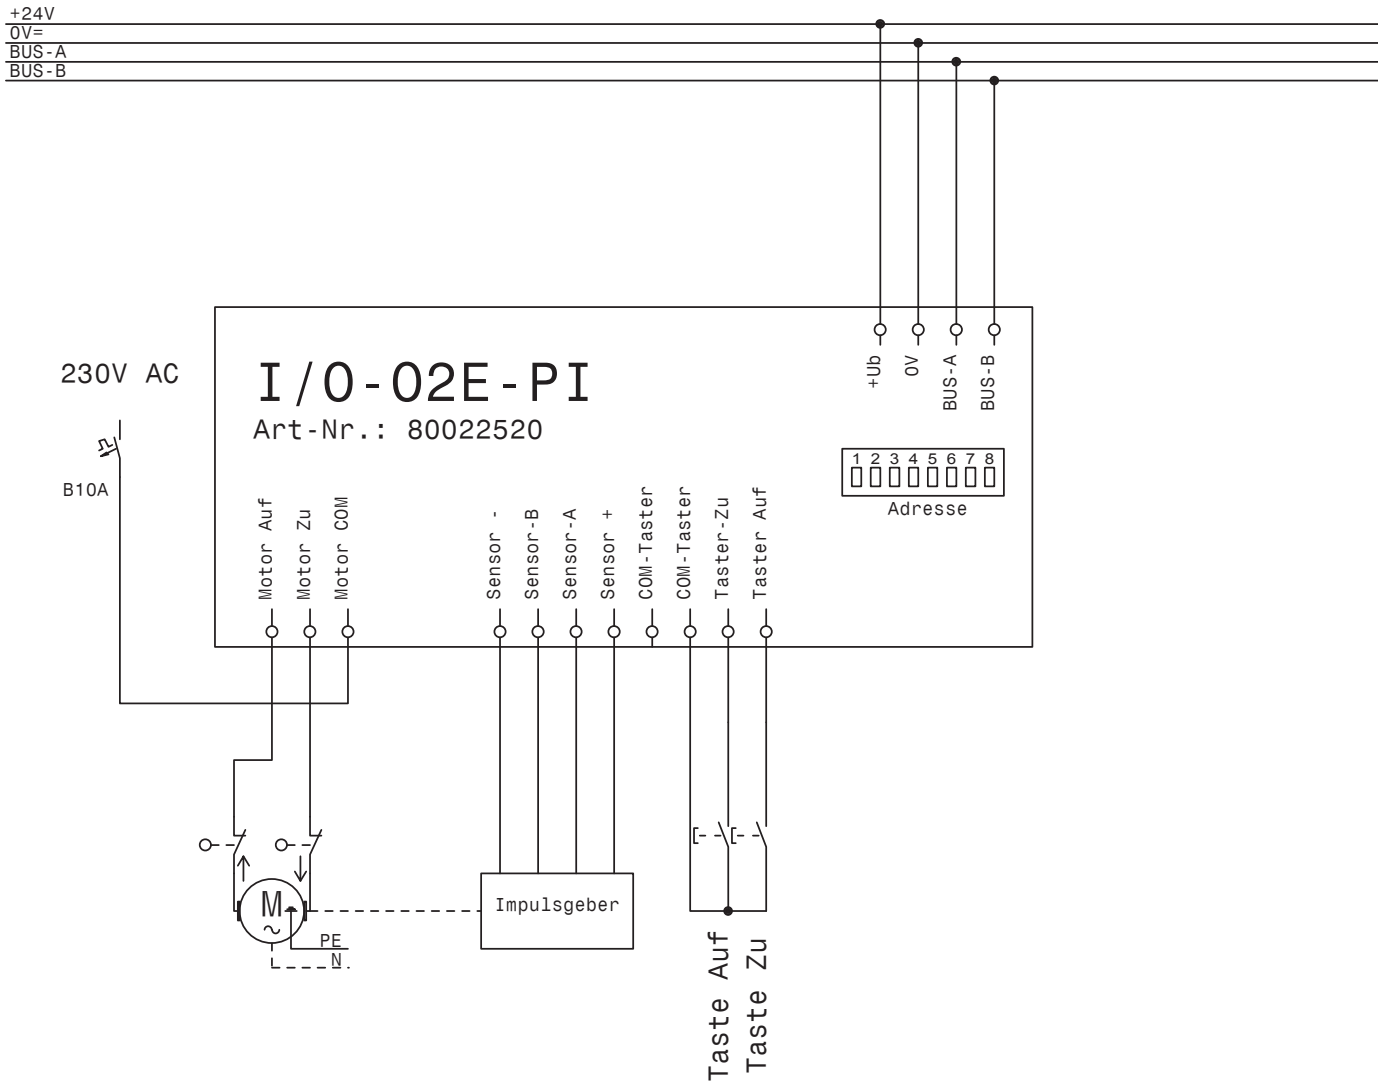 +24V
0V=
BUS-A
BUS-B
+Ub
0V
BUS-A
BUS-B
230V AC
I/O-O2E-PI
Art-Nr.: 80022520
B10A
1 2 3 4 5 6 7 8
Adresse
Motor Auf
Motor Zu
Motor COM
Sensor -
Sensor-B
Sensor-A
Sensor +
COM-Taster
COM-Taster
Taster-Zu
Taster Auf
M
~
Impulsgeber
PE
N
Taste Auf
Taste Zu